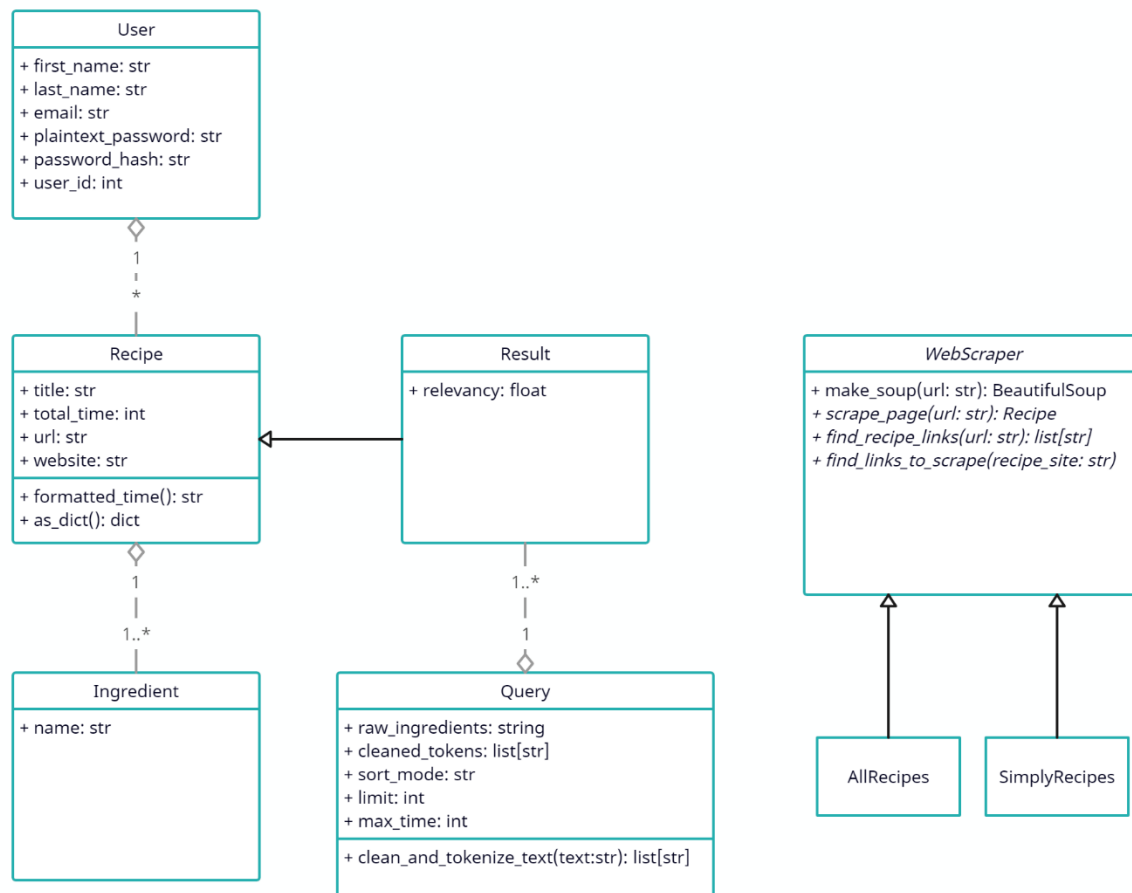 User
+ first_name: str
+ last_name: str
+ email: str
+ plaintext_password: str
+ password_hash: str
+ user_id: int
1
*
Recipe
+ title: str
+ total_time: int
+ url: str
+ website: str
+ formatted_time(): str
+ as_dict(): dict
Result
+ relevancy: float
WebScraper
+ make_soup(url: str): BeautifulSoup
+ scrape_page(url: str): Recipe
+ find_recipe_links(url: str): list[str]
+ find_links_to_scrape(recipe_site: str)
1
1..*
1..*
1
Ingredient
+ name: str
Query
+ raw_ingredients: string
+ cleaned_tokens: list[str]
+ sort_mode: str
+ limit: int
+ max_time: int
+ clean_and_tokenize_text(text:str): list[str]
AllRecipes
SimplyRecipes